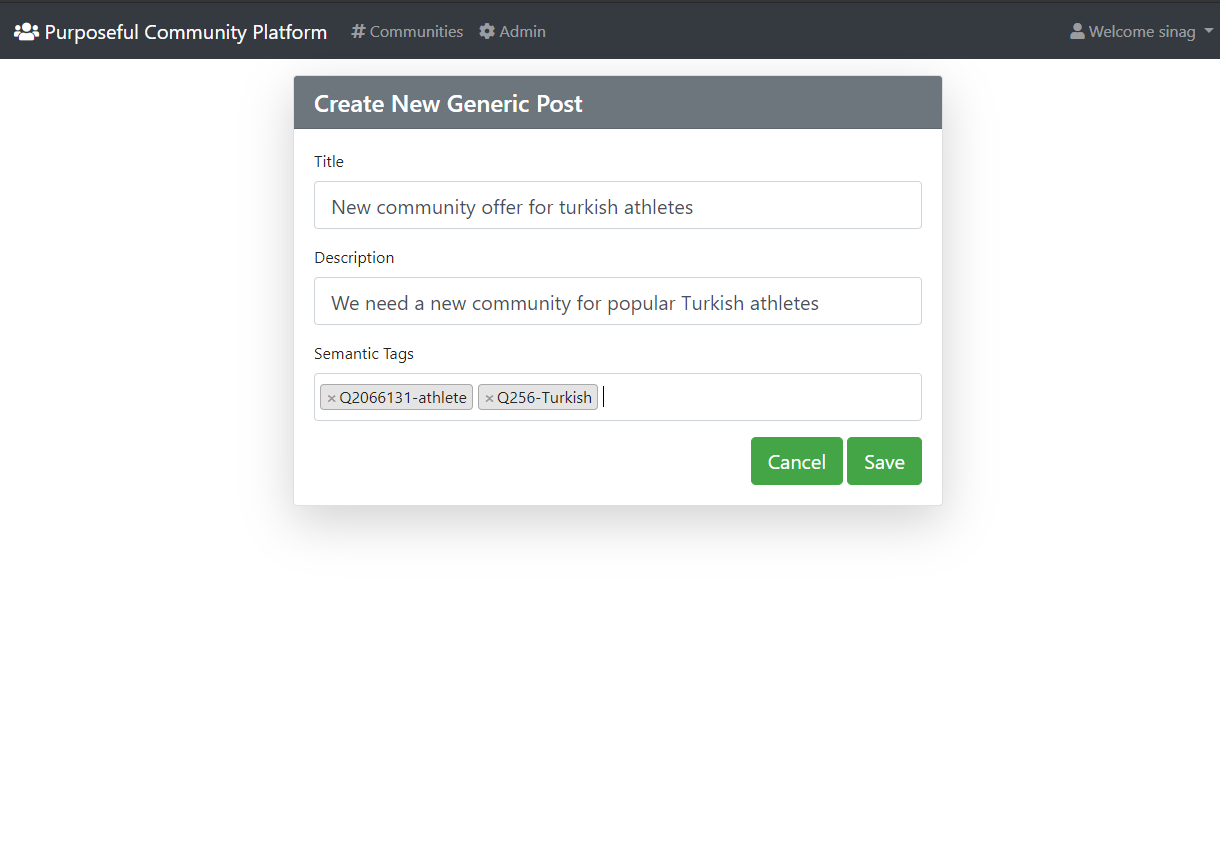 Purposeful Community Platform # Communities Admin Welcome sinag
Create New Generic Post
Title
New community offer for turkish athletes
Description
We need a new community for popular Turkish athletes
Semantic Tags
×Q2066131-athlete ×Q256-Turkish
Cancel Save